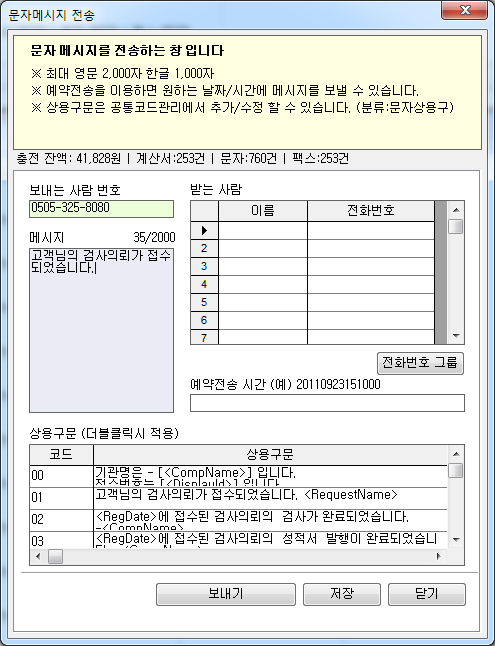 문자메시지 전송
문자 메시지를 전송하는 창 입니다
※ 최대 영문 2,000자 한글 1,000자
※ 예약전송을 이용하면 원하는 날짜/시간에 메시지를 보낼 수 있습니다.
※ 상용구문은 공통코드관리에서 추가/수정 할 수 있습니다. (분류:문자상용구)
충전 잔액: 41,828원 | 계산서:253건 | 문자:760건 | 팩스:253건
보내는 사람 번호
0505-325-8080
메시지 35/2000
고객님의 검사의뢰가 접수
되었습니다.
받는 사람
이름 전화번호
2
3
4
5
6
7
전화번호 그룹
예약전송 시간 (예) 20110923151000
상용구문 (더블클릭시 적용)
코드 상용구문
00 기관명은 - [<CompName>] 입니다.
접수번호는 [<DisplayId>] 입니다
01 고객님의 검사의뢰가 접수되었습니다. <RequestName>
02 <RegDate>에 접수된 검사의뢰의 검사가 완료되었습니다.
-<CompName>
03 <RegDate>에 접수된 검사의뢰의 성적서 발행이 완료되었습니
보내기 저장 닫기